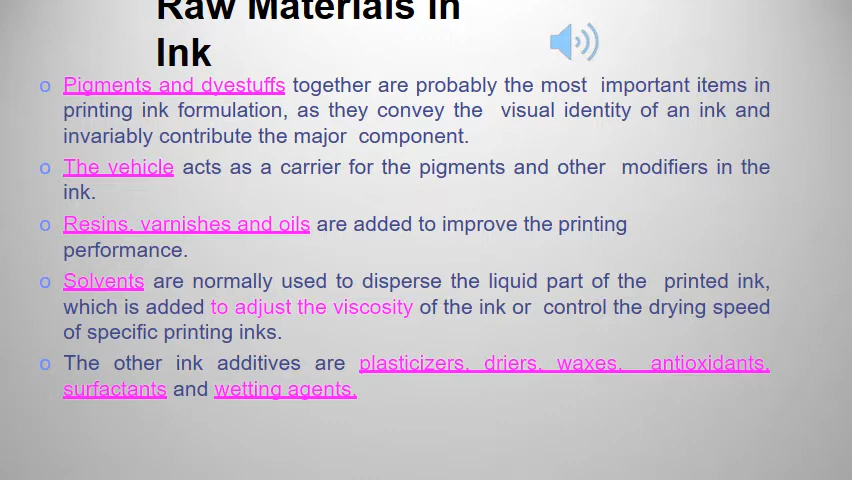 Raw Materials in
Ink
o Pigments and dyestuffs together are probably the most important items in
printing ink formulation, as they convey the visual identity of an ink and
invariably contribute the major component.
o The vehicle acts as a carrier for the pigments and other modifiers in the
ink.
o Resins, varnishes and oils are added to improve the printing
performance.
o Solvents are normally used to disperse the liquid part of the printed ink,
which is added to adjust the viscosity of the ink or control the drying speed
of specific printing inks.
o The other ink additives are plasticizers, driers, waxes, antioxidants,
surfactants and wetting agents.